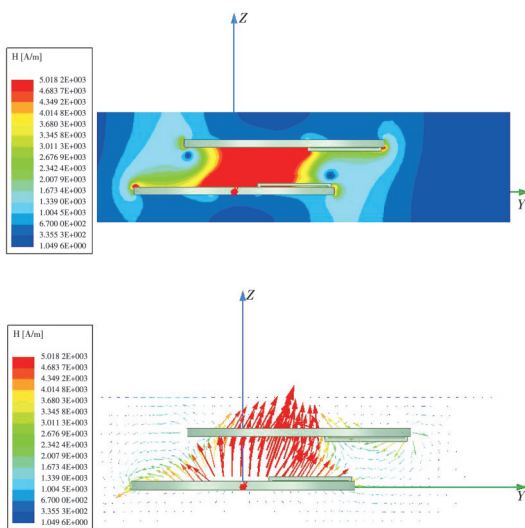 Z
H [A/m]
5.018 2E+003
4.683 7E+003
4.349 2E+003
4.014 8E+003
3.680 3E+003
3.345 8E+003
3.011 3E+003
2.676 9E+003
2.342 4E+003
2.007 9E+003
1.673 4E+003
1.339 0E+003
1.004 5E+003
6.700 0E+002
3.355 3E+002
1.049 6E+000
Y
Z
H [A/m]
5.018 2E+003
4.683 7E+003
4.349 2E+003
4.014 8E+003
3.680 3E+003
3.345 8E+003
3.011 3E+003
2.676 9E+003
2.342 4E+003
2.007 9E+003
1.673 4E+003
1.339 0E+003
1.004 5E+003
6.700 0E+002
3.355 3E+002
1.049 6E+000
Y